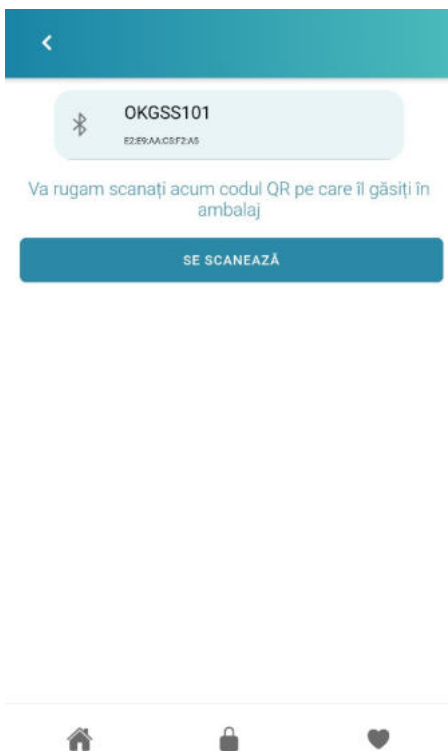 OKGSS101
E2:E9:AA:C5:F2:A5
Va rugam scanați acum codul QR pe care îl găsiți în
ambalaj
SE SCANEAZĂ